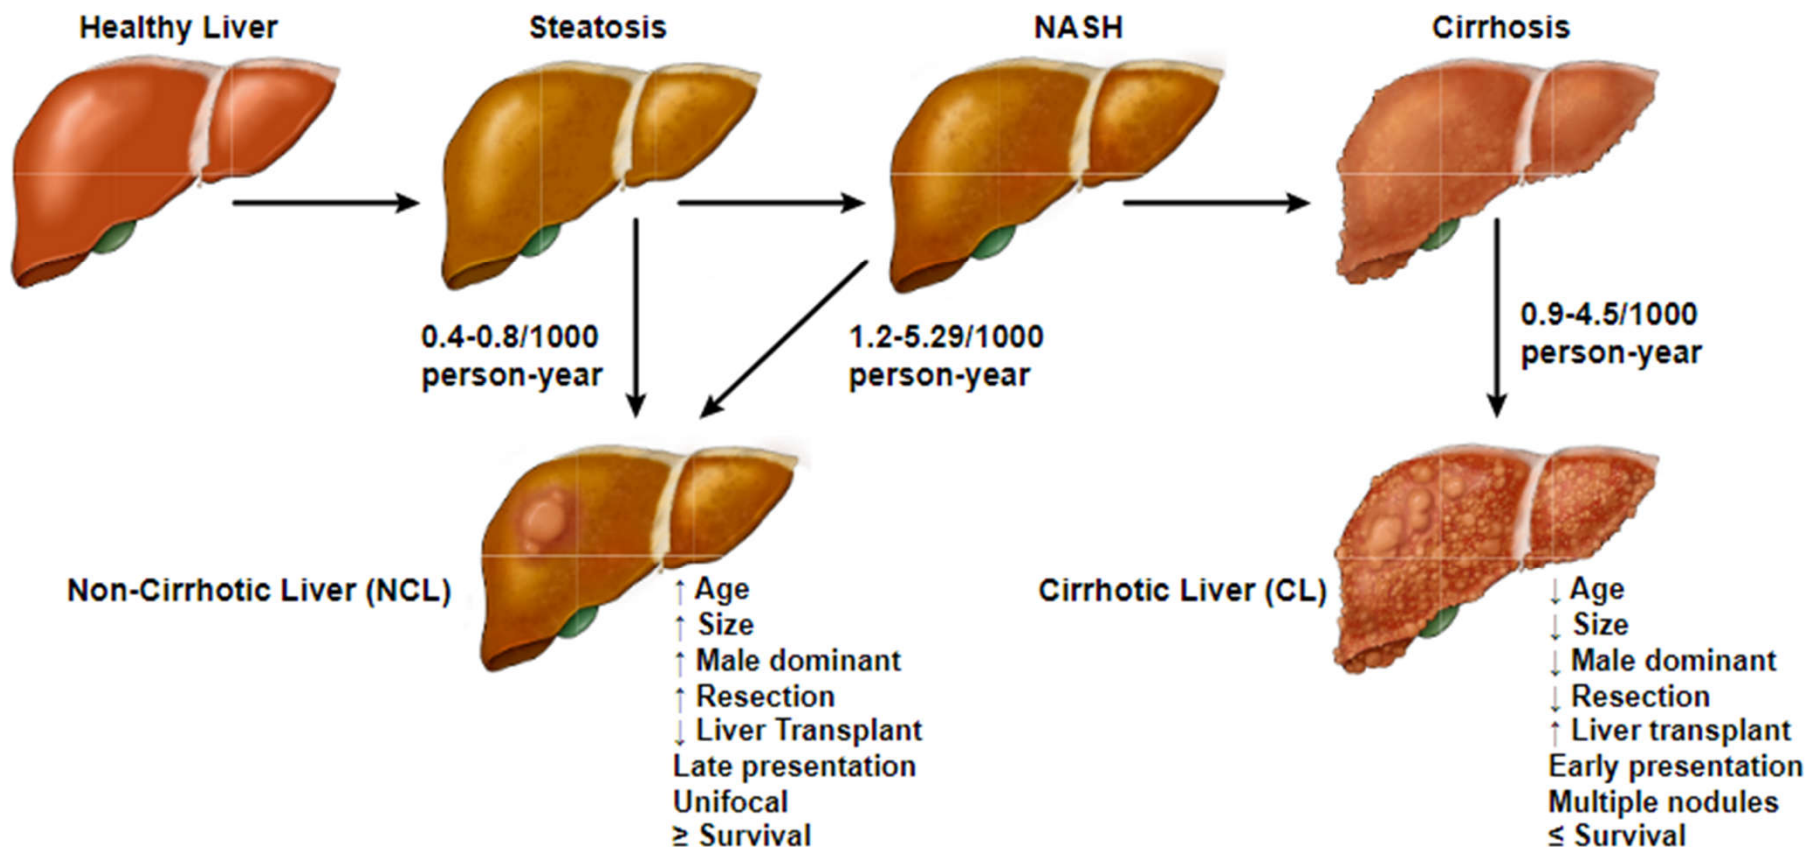 Healthy Liver
Steatosis
NASH
Cirrhosis
0.4-0.8/1000
person-year
1.2-5.29/1000
person-year
0.9-4.5/1000
person-year
Non-Cirrhotic Liver (NCL)
↑ Age
↑ Size
↑ Male dominant
↑ Resection
↓ Liver Transplant
Late presentation
Unifocal
≥ Survival
Cirrhotic Liver (CL)
↓ Age
↓ Size
↓ Male dominant
↓ Resection
↑ Liver transplant
Early presentation
Multiple nodules
≤ Survival